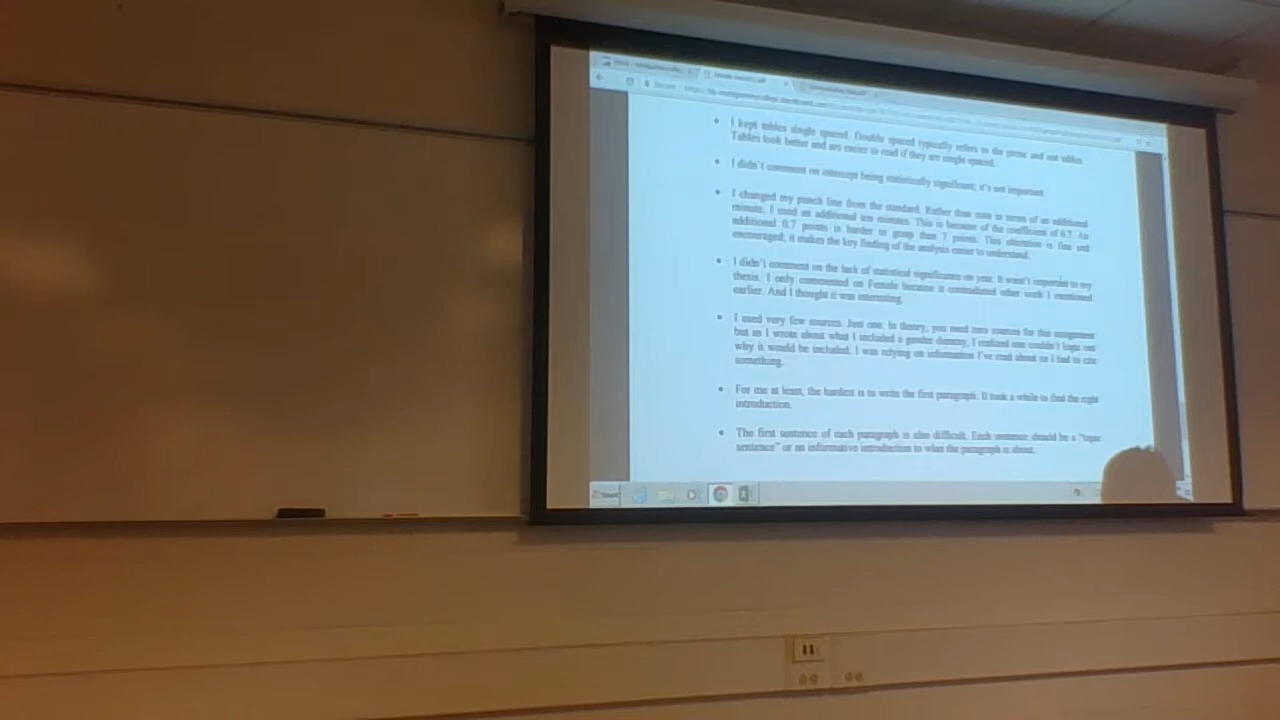 • I kept tables single spaced. Double spaced typically refers to the prose and not tables.
Tables look better and are easier to read if they are single spaced.
• I didn't comment on intercept being statistically significant; it's not important.
• I changed my punch line from the standard. Rather than state in terms of an additional
minute, I used an additional ten minutes. This is because of the coefficient of 0.7. An
additional 0.7 points is harder to grasp than 7 points. This alteration is fine and
encouraged; it makes the key finding of the analysis easier to understand.
• I didn't comment on the lack of statistical significance on year. It wasn't important to my
thesis. I only commented on Female because it contradicted other work I mentioned
earlier. And I thought it was interesting.
• I used very few sources. Just one. In theory, you need zero sources for this assignment
but as I wrote about what I included a gender dummy, I realized one couldn't logic out
why it would be included. I was relying on information I've read about so I had to cite
something.
• For me at least, the hardest is to write the first paragraph. It took a while to find the right
introduction.
• The first sentence of each paragraph is also difficult. Each sentence should be a "topic
sentence" or an informative introduction to what the paragraph is about.
Start